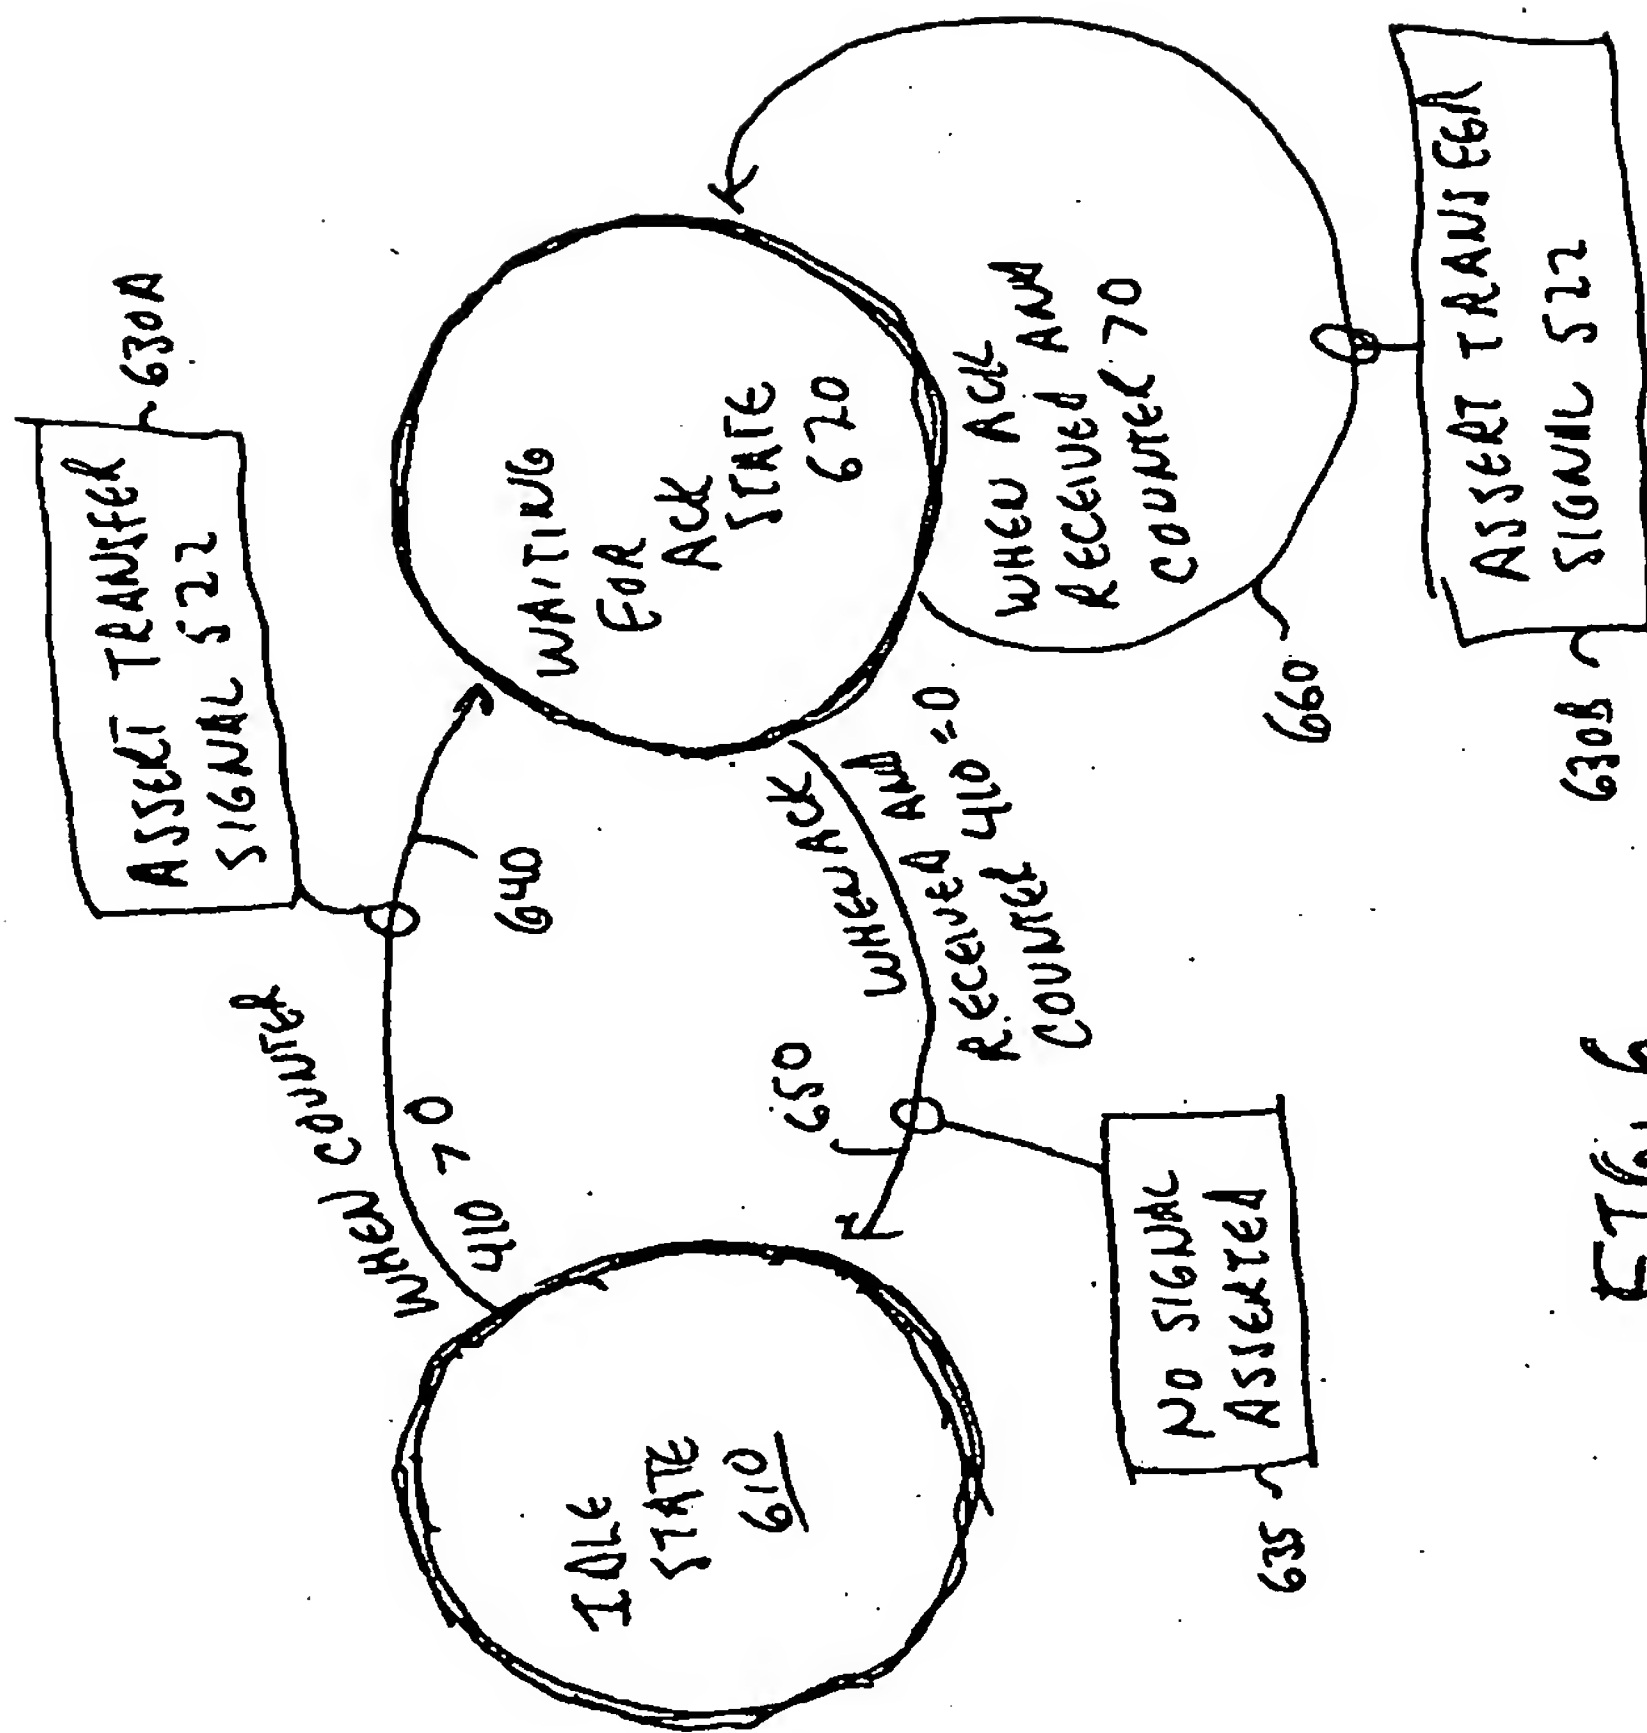 ASSERT TRANSFER
SIGNAL 522
630A
WHEN COUNTER
410 > 0
640
IDLE
STATE
610
WAITING
FOR
ACK
STATE
620
650
WHEN ACK
RECEIVED AND
COUNTER 410 = 0
WHEN ACK
RECEIVED AND
COUNTER > 0
660
NO SIGNAL
ASSERTED
635
ASSERT TRANSFER
SIGNAL 522
630B
FIG. 6